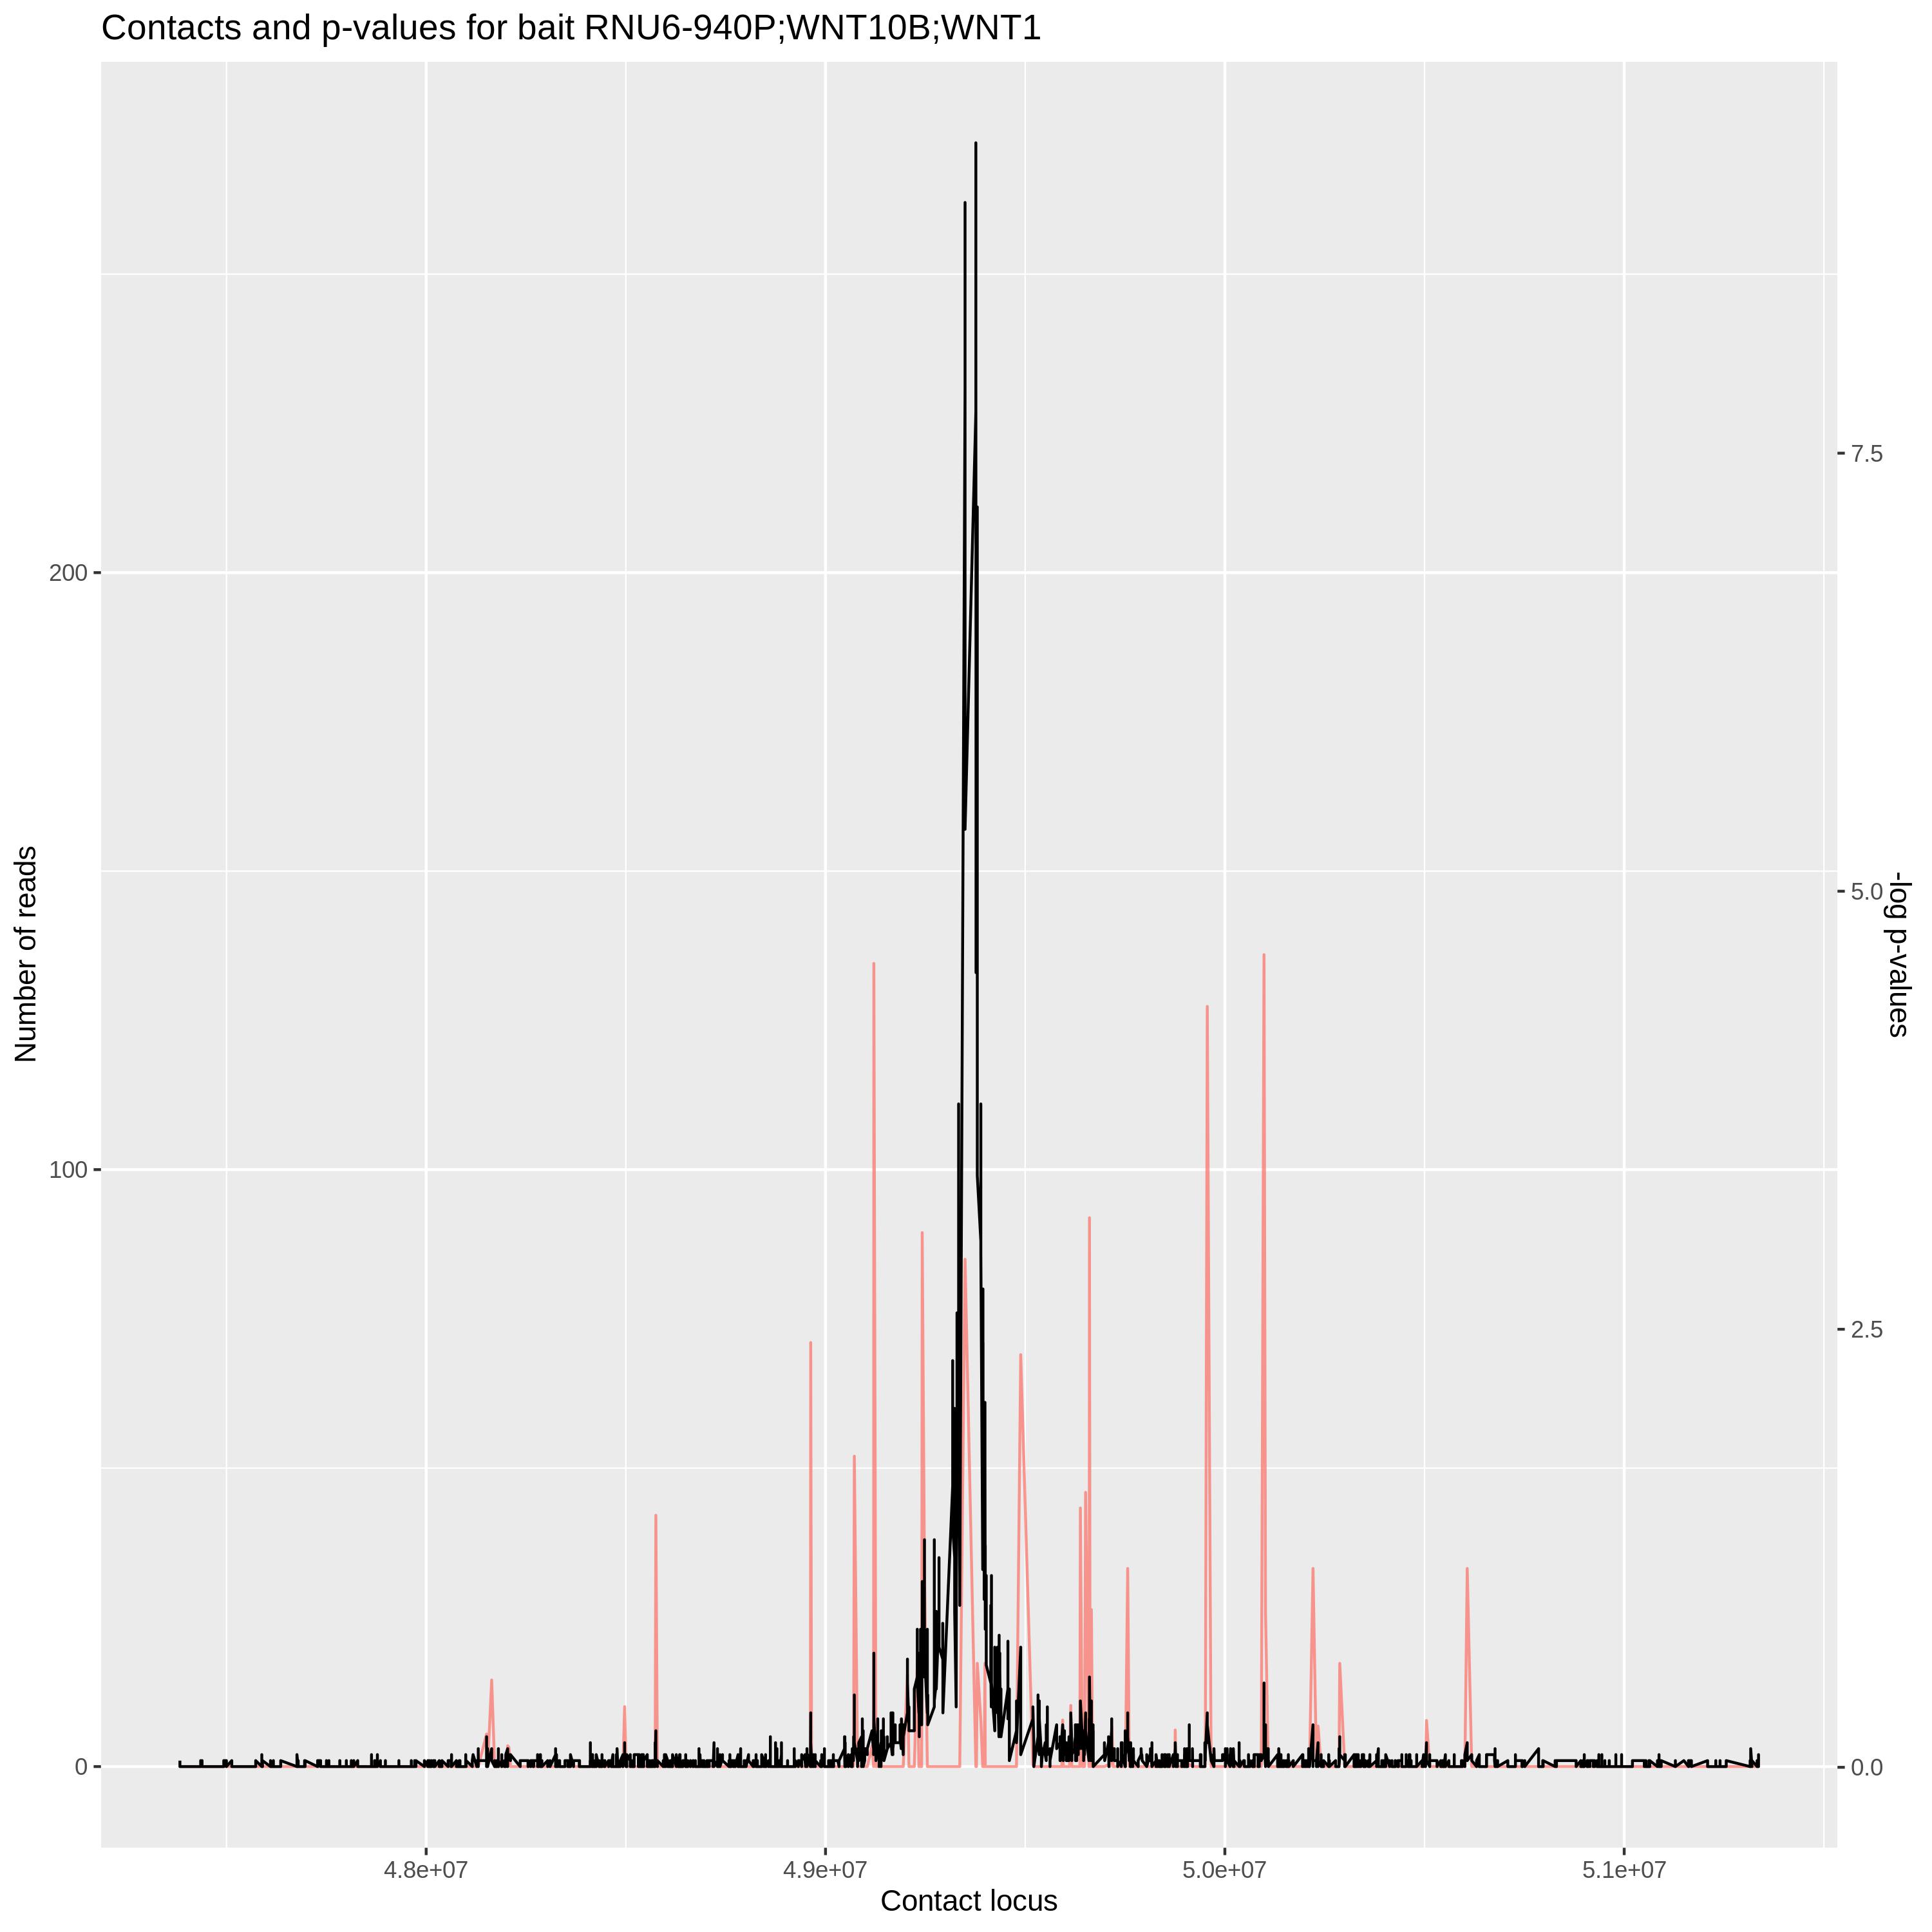 Contacts and p-values for bait RNU6-940P;WNT10B;WNT1
Number of reads
200
100
0
7.5
5.0
2.5
0.0
-log p-values
4.8e+07
4.9e+07
5.0e+07
5.1e+07
Contact locus